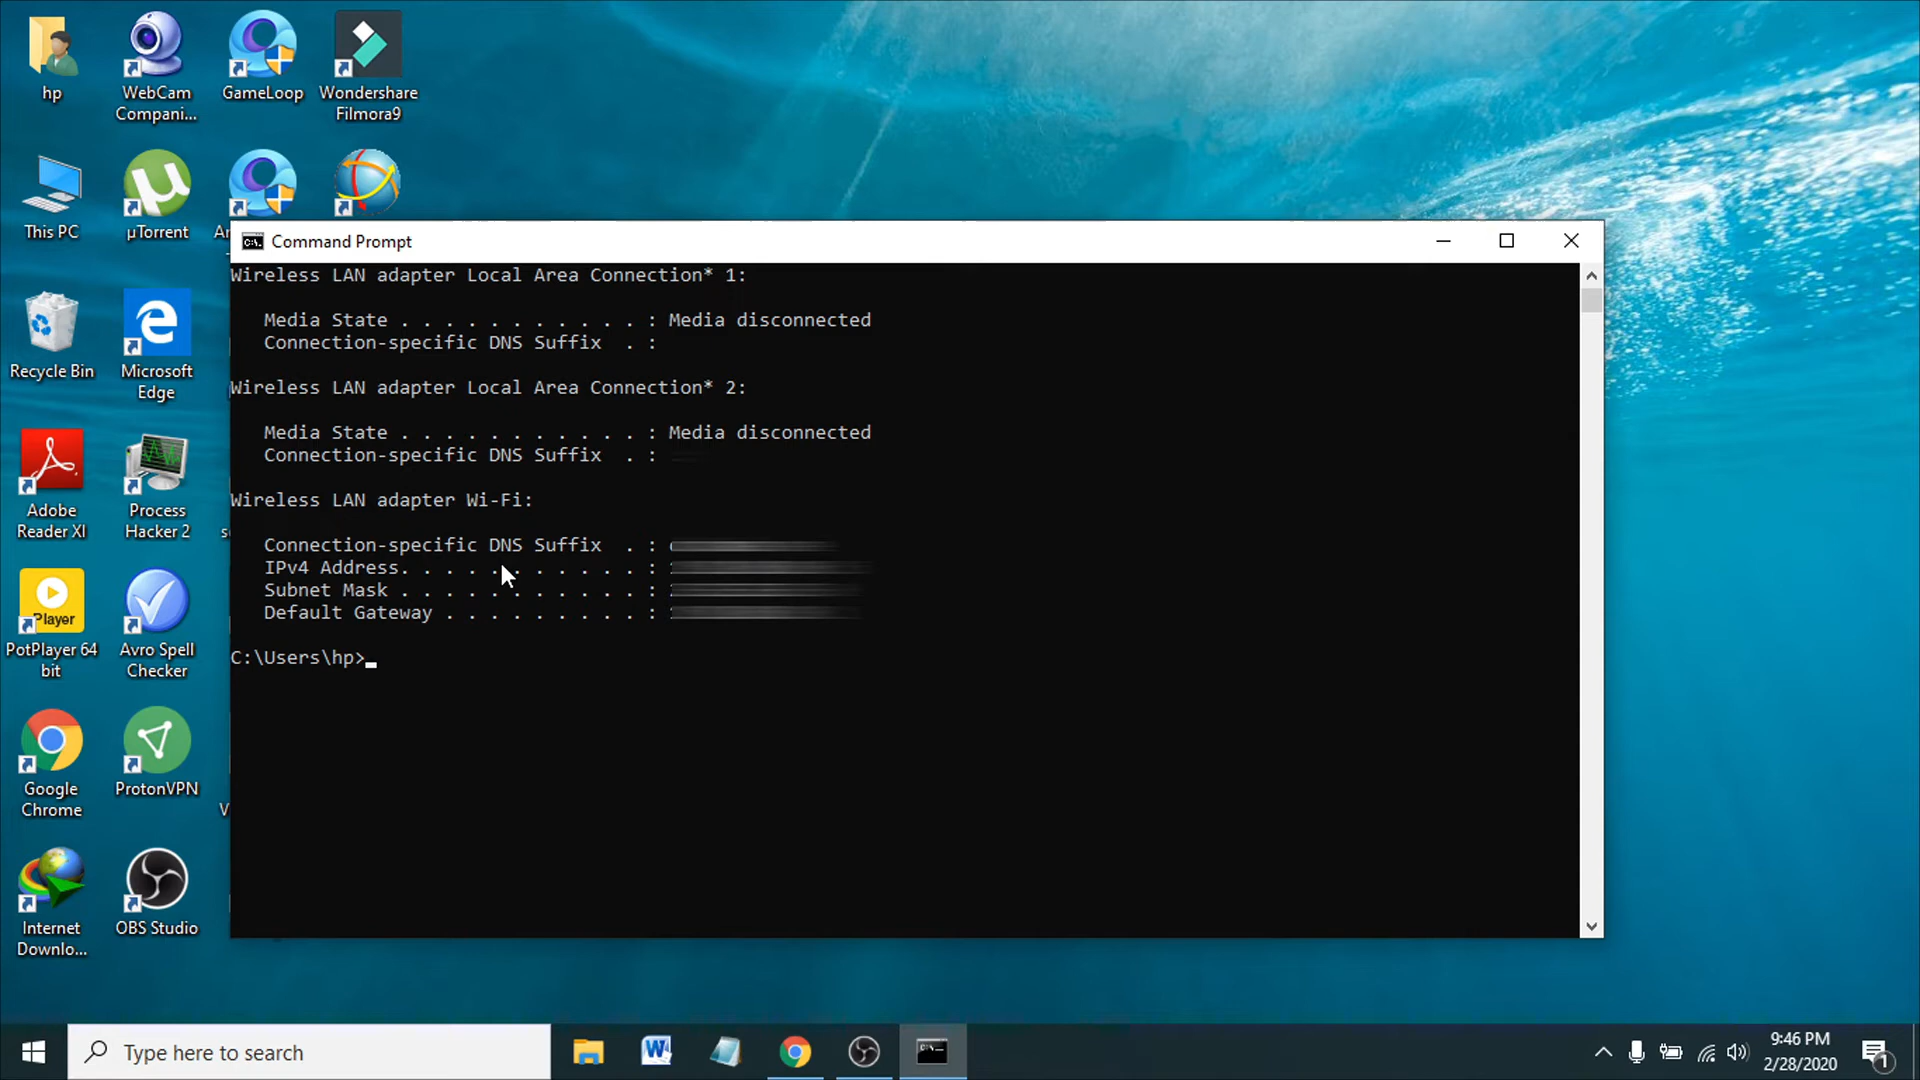 hp
WebCam
Compani...
GameLoop
Wondershare
Filmora9
This PC
µTorrent
Recycle Bin
Microsoft
Edge
Adobe
Reader XI
Process
Hacker 2
Player
PotPlayer 64
bit
Avro Spell
Checker
Google
Chrome
ProtonVPN
Internet
Downlo...
OBS Studio
Command Prompt
Wireless LAN adapter Local Area Connection* 1:
Media State . . . . . . . . . . . : Media disconnected
Connection-specific DNS Suffix  . :
Wireless LAN adapter Local Area Connection* 2:
Media State . . . . . . . . . . . : Media disconnected
Connection-specific DNS Suffix  . :
Wireless LAN adapter Wi-Fi:
Connection-specific DNS Suffix  . :
IPv4 Address. . . . . . . . . . . :
Subnet Mask . . . . . . . . . . . :
Default Gateway . . . . . . . . . :
C:\Users\hp>
Type here to search
9:46 PM
2/28/2020
1